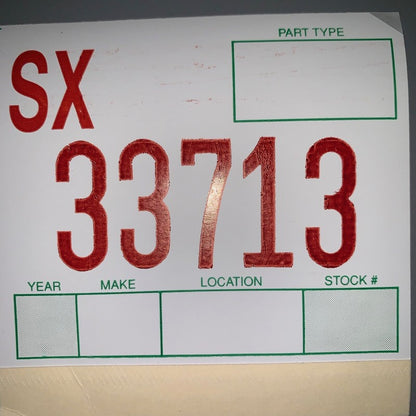 PART TYPE
SX
33713
YEAR MAKE LOCATION STOCK #